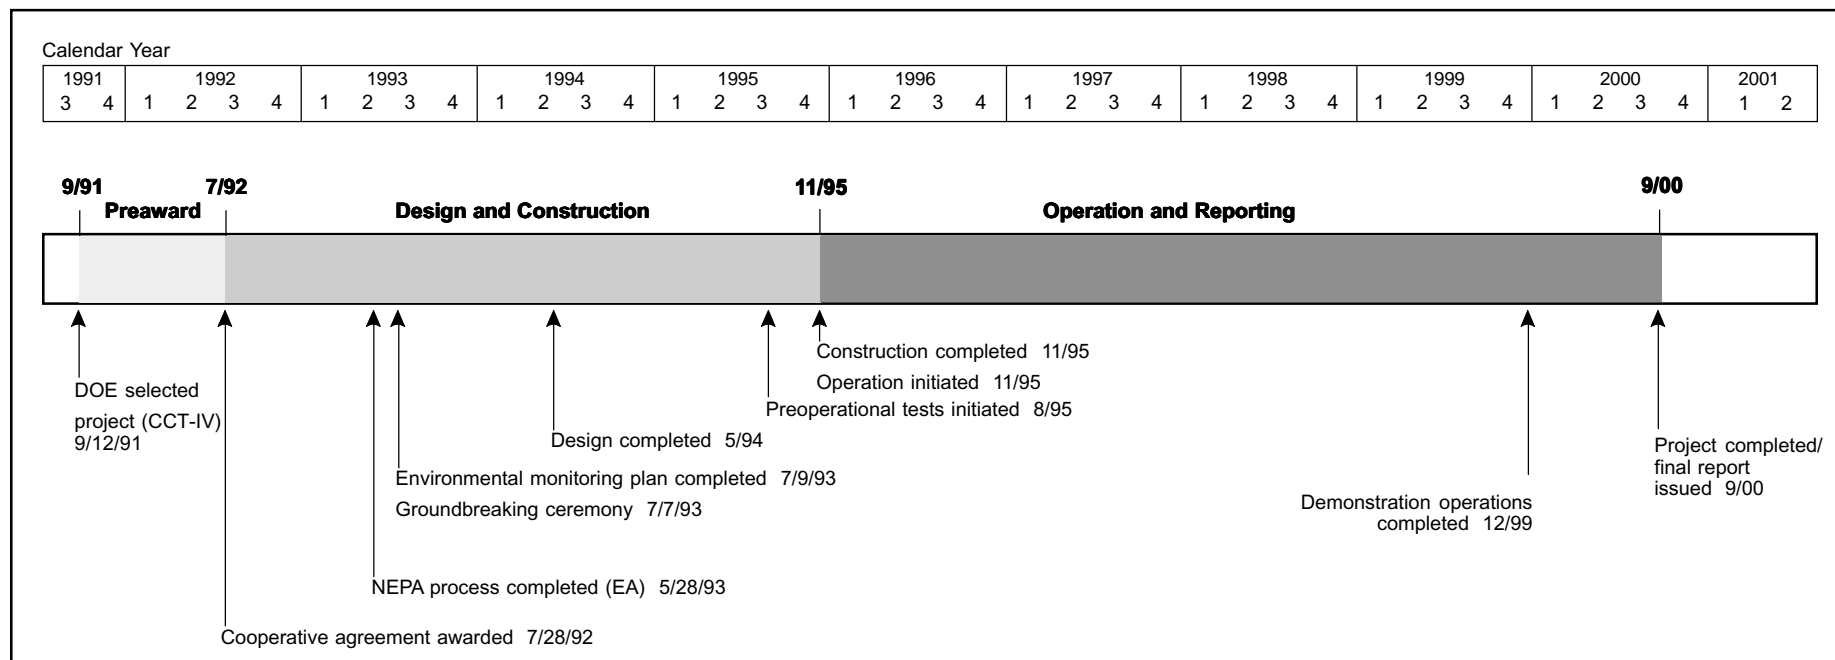 Calendar Year
1991 1992 1993 1994 1995 1996 1997 1998 1999 2000 2001
3 4 1 2 3 4 1 2 3 4 1 2 3 4 1 2 3 4 1 2 3 4 1 2 3 4 1 2 3 4 1 2 3 4 1 2 3 4 1 2
9/91 7/92 11/95 9/00
Preaward Design and Construction Operation and Reporting
DOE selected
project (CCT-IV)
9/12/91
Cooperative agreement awarded 7/28/92
NEPA process completed (EA) 5/28/93
Environmental monitoring plan completed 7/9/93
Groundbreaking ceremony 7/7/93
Design completed 5/94
Preoperational tests initiated 8/95
Construction completed 11/95
Operation initiated 11/95
Demonstration operations
completed 12/99
Project completed/
final report
issued 9/00